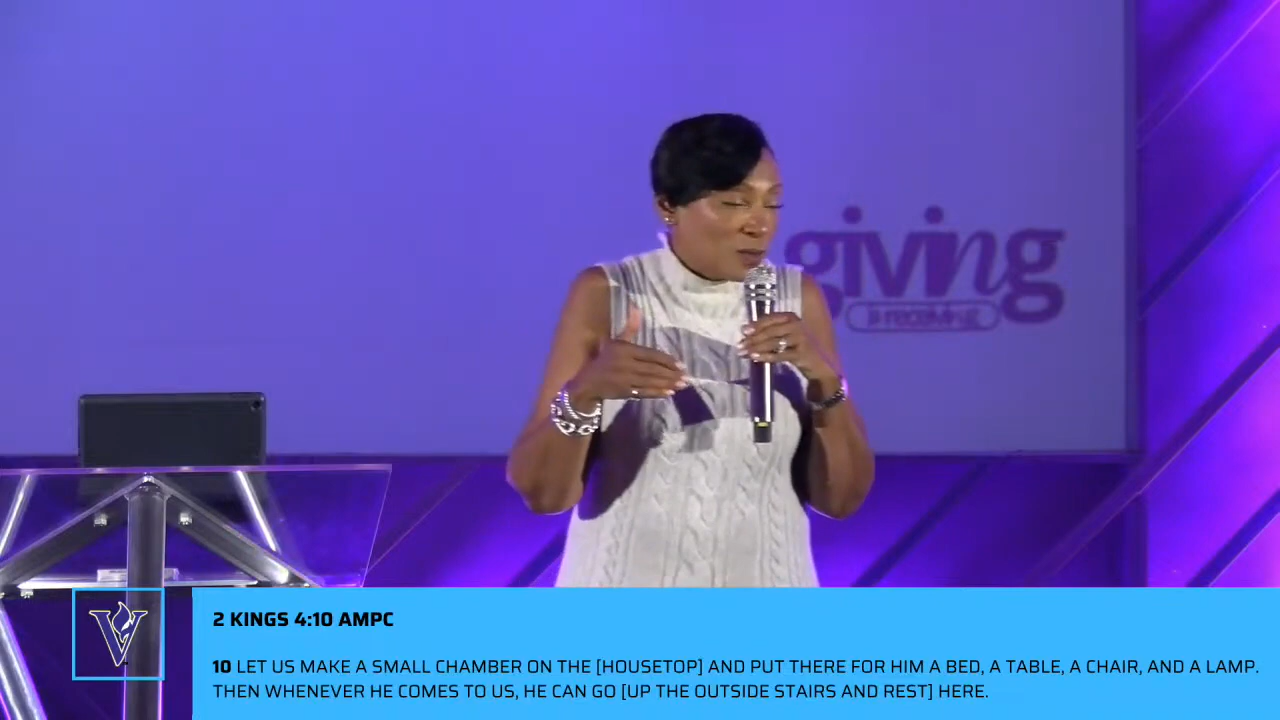 giving
is receiving
V
2 KINGS 4:10 AMPC
10 LET US MAKE A SMALL CHAMBER ON THE [HOUSETOP] AND PUT THERE FOR HIM A BED, A TABLE, A CHAIR, AND A LAMP.
THEN WHENEVER HE COMES TO US, HE CAN GO [UP THE OUTSIDE STAIRS AND REST] HERE.